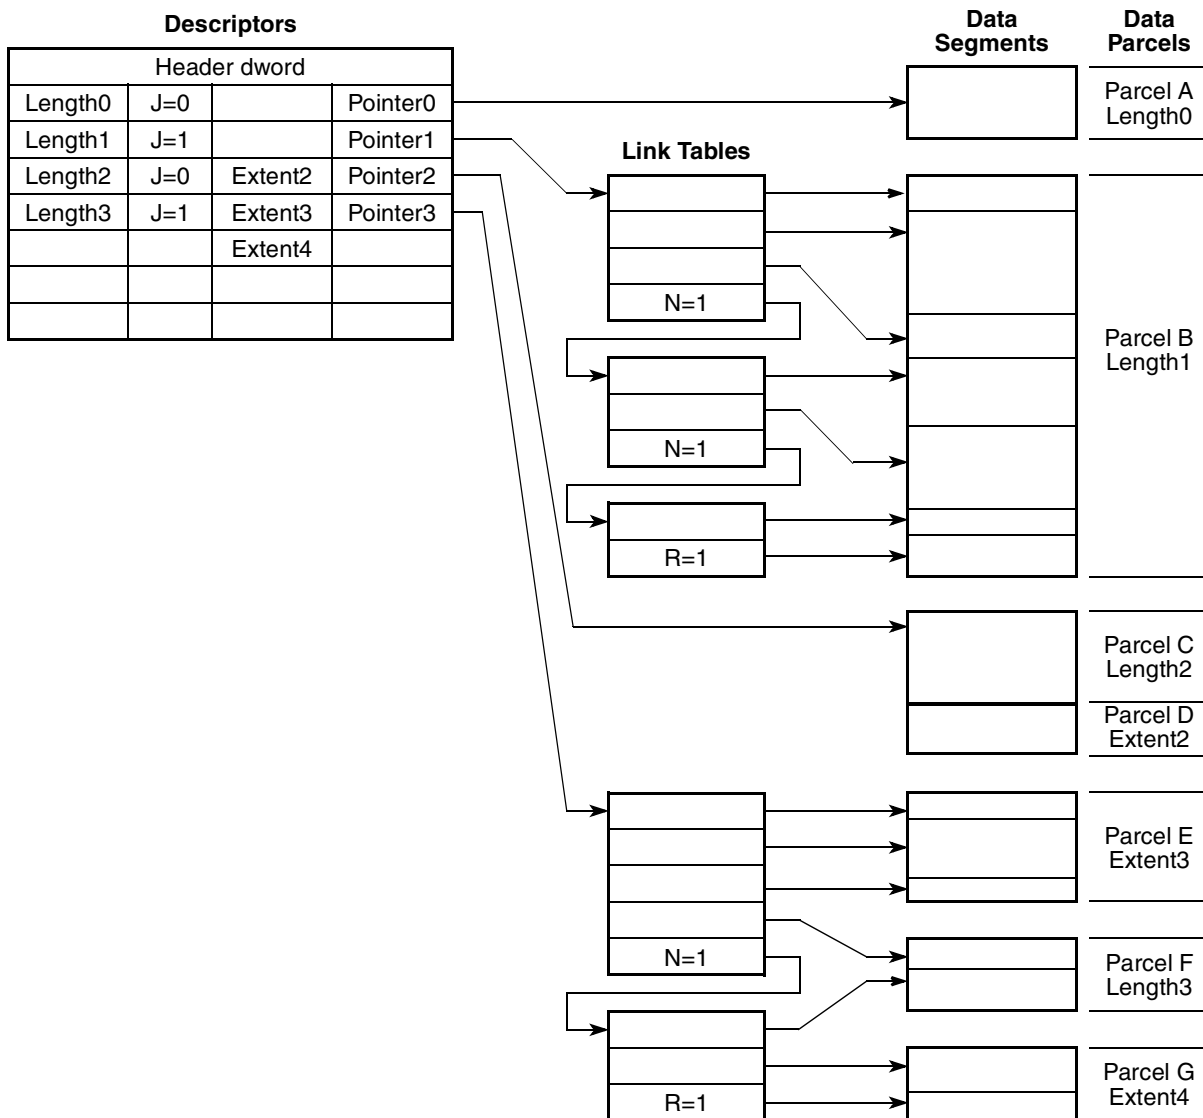 Descriptors
Header dword
Length0 J=0 Pointer0
Length1 J=1 Pointer1
Length2 J=0 Extent2 Pointer2
Length3 J=1 Extent3 Pointer3
Extent4
Link Tables
N=1
N=1
R=1
N=1
R=1
Data
Segments
Data
Parcels
Parcel A
Length0
Parcel B
Length1
Parcel C
Length2
Parcel D
Extent2
Parcel E
Extent3
Parcel F
Length3
Parcel G
Extent4